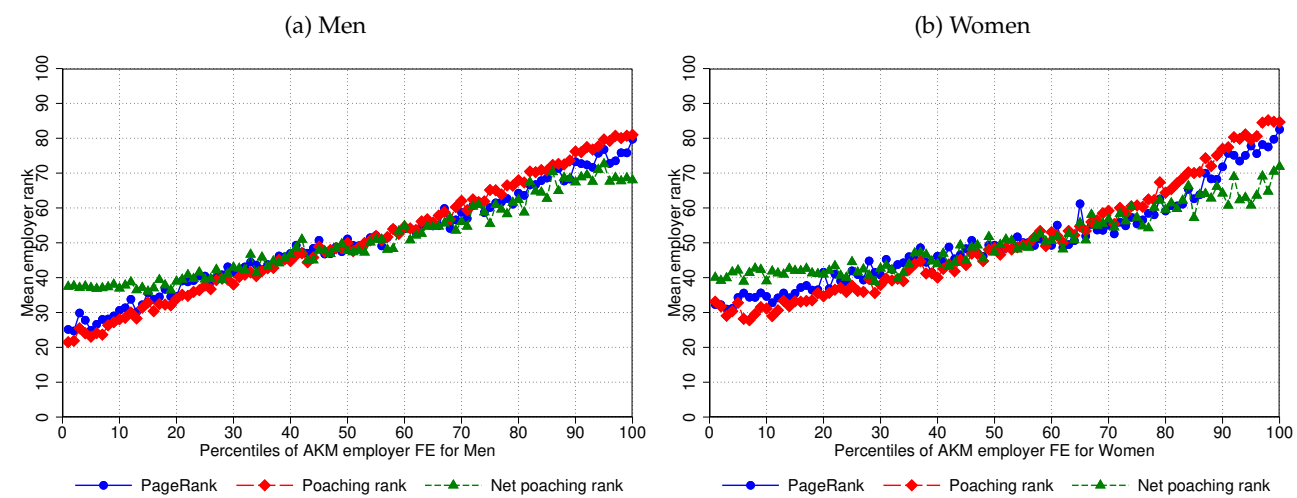 (a) Men
(b) Women
Mean employer rank
0 10 20 30 40 50 60 70 80 90 100
0 10 20 30 40 50 60 70 80 90 100
Percentiles of AKM employer FE for Men
PageRank Poaching rank Net poaching rank
Mean employer rank
0 10 20 30 40 50 60 70 80 90 100
0 10 20 30 40 50 60 70 80 90 100
Percentiles of AKM employer FE for Women
PageRank Poaching rank Net poaching rank